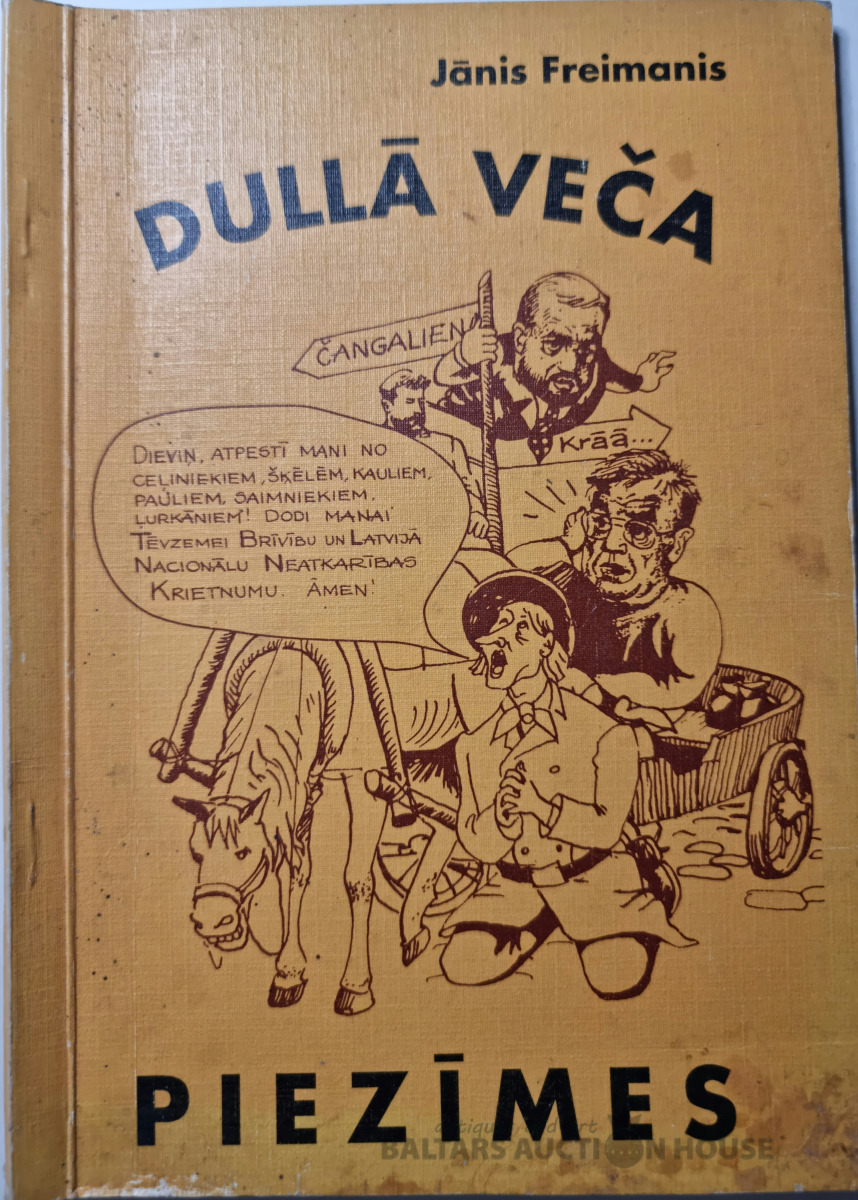 Jānis Freimanis
DULLĀ VEČA
ČANGALIEN
Krāā...
DIEVIŅ, ATPESTĪ MANI NO
CEĻINIEKIEM, ŠĶĒLĒM, KAULIEM,
PAULIEM, SAIMNIEKIEM,
ĻURKĀNIEM! DODI MANAI
TĒVZEMEI BRĪVĪBU UN LATVIJĀ
NACIONĀLU NEATKARĪBAS
KRIETNUMU. ĀMEN!
PIEZĪMES
BALTARS AUCTION HOUSE